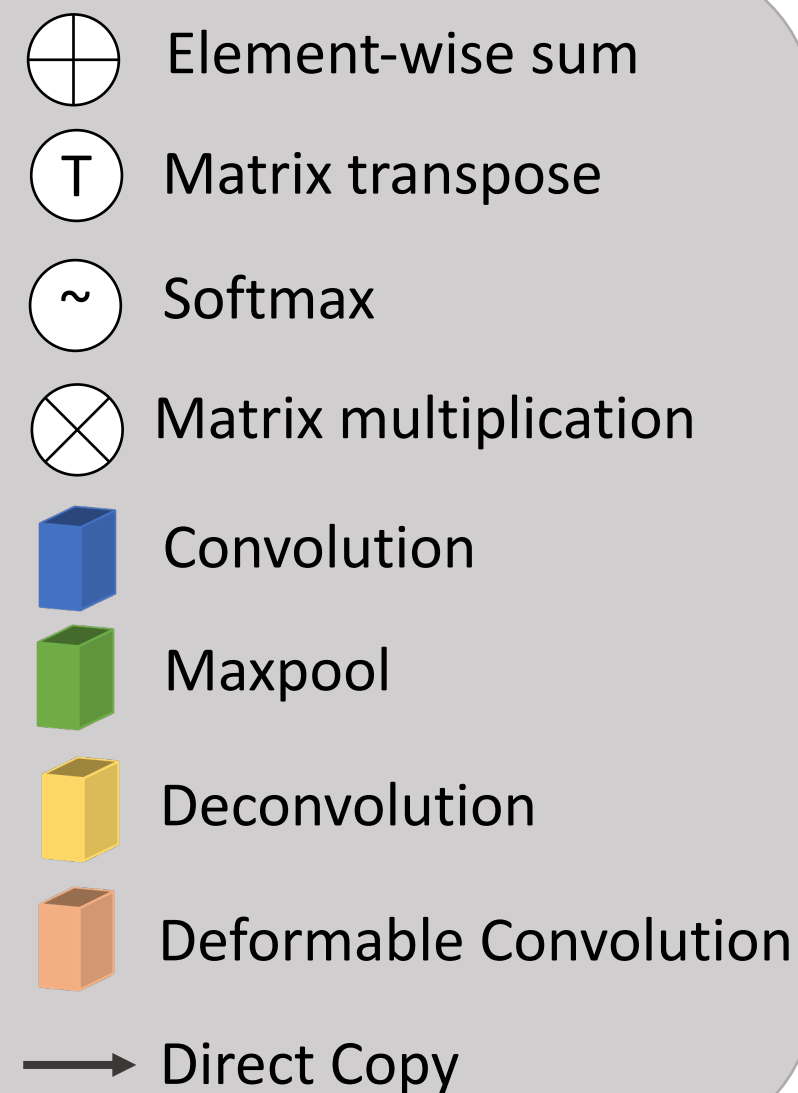 Element-wise sum
T Matrix transpose
~ Softmax
Matrix multiplication
Convolution
Maxpool
Deconvolution
Deformable Convolution
Direct Copy